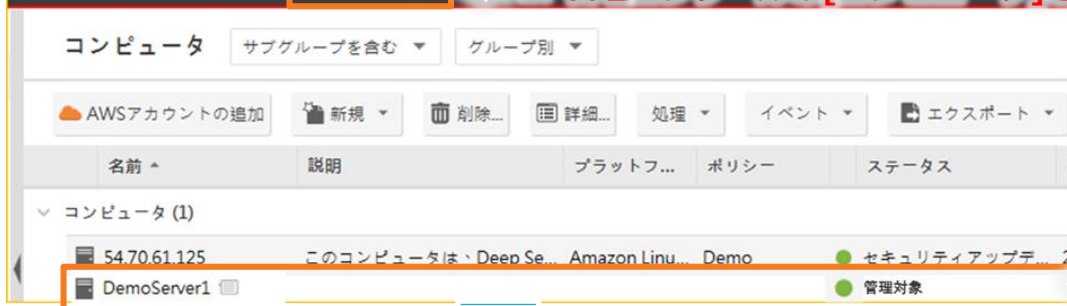 コンピュータ サブグループを含む グループ別
AWSアカウントの追加 新規 削除... 詳細... 処理 イベント エクスポート
名前 説明 プラットフ... ポリシー ステータス
コンピュータ (1)
54.70.61.125 このコンピュータは、Deep Se... Amazon Linu... Demo セキュリティアップデ... 2
DemoServer1 管理対象